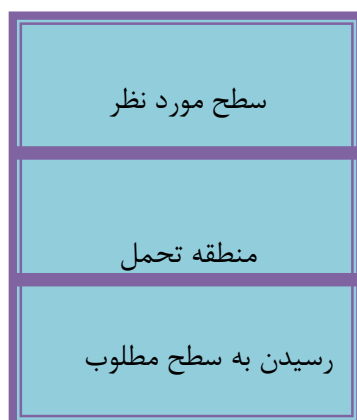 سطح مورد نظر
منطقه تحمل
رسیدن به سطح مطلوب